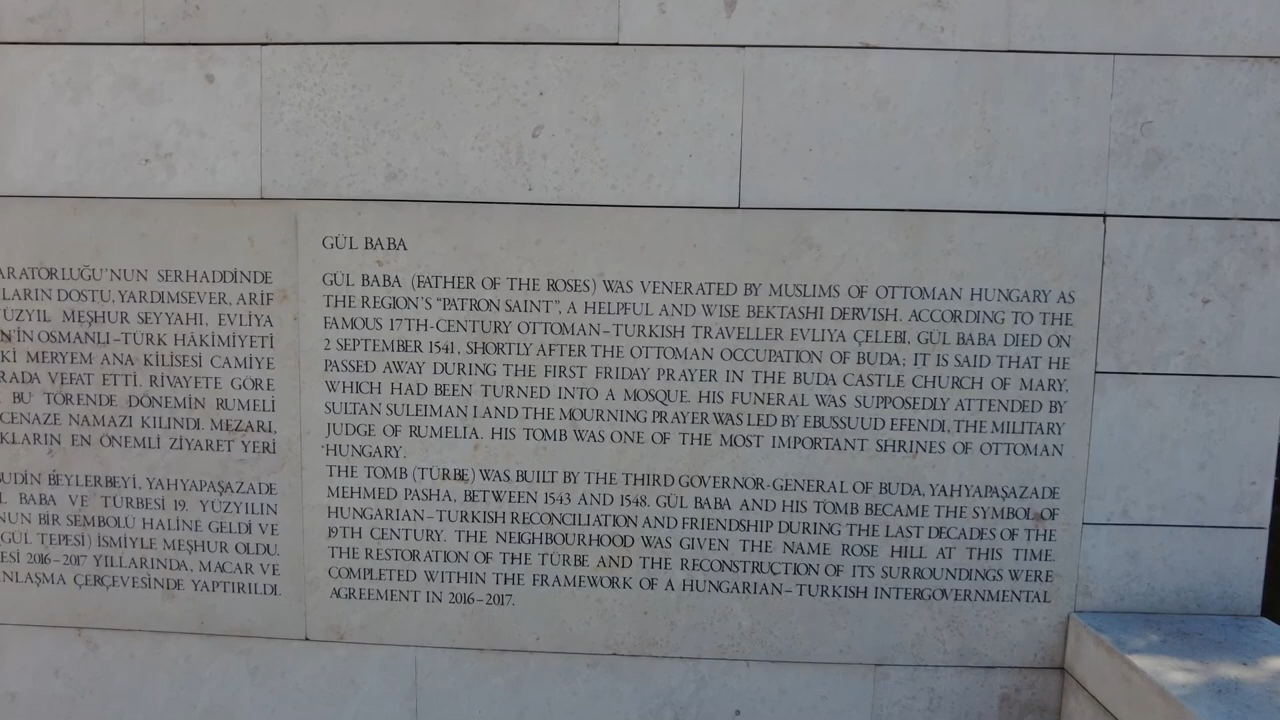 ARATÖRLUĞU'NUN SERHADDİNDE
LARIN DOSTU, YARDIMSEVER, ARİF
ÜZYIL MEŞHUR SEYYAHI, EVLİYA
N'İN OSMANLI–TÜRK HÂKİMİYETİ
Kİ MERYEM ANA KİLİSESİ CAMİYE
RADA VEFAT ETTİ. RİVAYETE GÖRE
BU TÖRENDE DÖNEMİN RUMELİ
CENAZE NAMAZI KILINDI. MEZARI,
KLARIN EN ÖNEMLİ ZİYARET YERİ
UDİN BEYLERBEYİ, YAHYAPAŞAZADE
L BABA VE TÜRBESİ 19. YÜZYILIN
NUN BİR SEMBOLÜ HALİNE GELDİ VE
(GÜL TEPESİ) İSMİYLE MEŞHUR OLDU.
ESİ 2016–2017 YILLARINDA, MACAR VE
NLAŞMA ÇERÇEVESİNDE YAPTIRILDI.
GÜL BABA
GÜL BABA (FATHER OF THE ROSES) WAS VENERATED BY MUSLIMS OF OTTOMAN HUNGARY AS
THE REGION'S "PATRON SAINT", A HELPFUL AND WISE BEKTASHI DERVISH. ACCORDING TO THE
FAMOUS 17TH-CENTURY OTTOMAN–TURKISH TRAVELLER EVLIYA ÇELEBI, GÜL BABA DIED ON
2 SEPTEMBER 1541, SHORTLY AFTER THE OTTOMAN OCCUPATION OF BUDA; IT IS SAID THAT HE
PASSED AWAY DURING THE FIRST FRIDAY PRAYER IN THE BUDA CASTLE CHURCH OF MARY,
WHICH HAD BEEN TURNED INTO A MOSQUE. HIS FUNERAL WAS SUPPOSEDLY ATTENDED BY
SULTAN SULEIMAN I AND THE MOURNING PRAYER WAS LED BY EBUSSUUD EFENDI, THE MILITARY
JUDGE OF RUMELIA. HIS TOMB WAS ONE OF THE MOST IMPORTANT SHRINES OF OTTOMAN
HUNGARY.
THE TOMB (TÜRBE) WAS BUILT BY THE THIRD GOVERNOR-GENERAL OF BUDA, YAHYAPAŞAZADE
MEHMED PASHA, BETWEEN 1543 AND 1548. GÜL BABA AND HIS TOMB BECAME THE SYMBOL OF
HUNGARIAN–TURKISH RECONCILIATION AND FRIENDSHIP DURING THE LAST DECADES OF THE
19TH CENTURY. THE NEIGHBOURHOOD WAS GIVEN THE NAME ROSE HILL AT THIS TIME.
THE RESTORATION OF THE TÜRBE AND THE RECONSTRUCTION OF ITS SURROUNDINGS WERE
COMPLETED WITHIN THE FRAMEWORK OF A HUNGARIAN–TURKISH INTERGOVERNMENTAL
AGREEMENT IN 2016–2017.